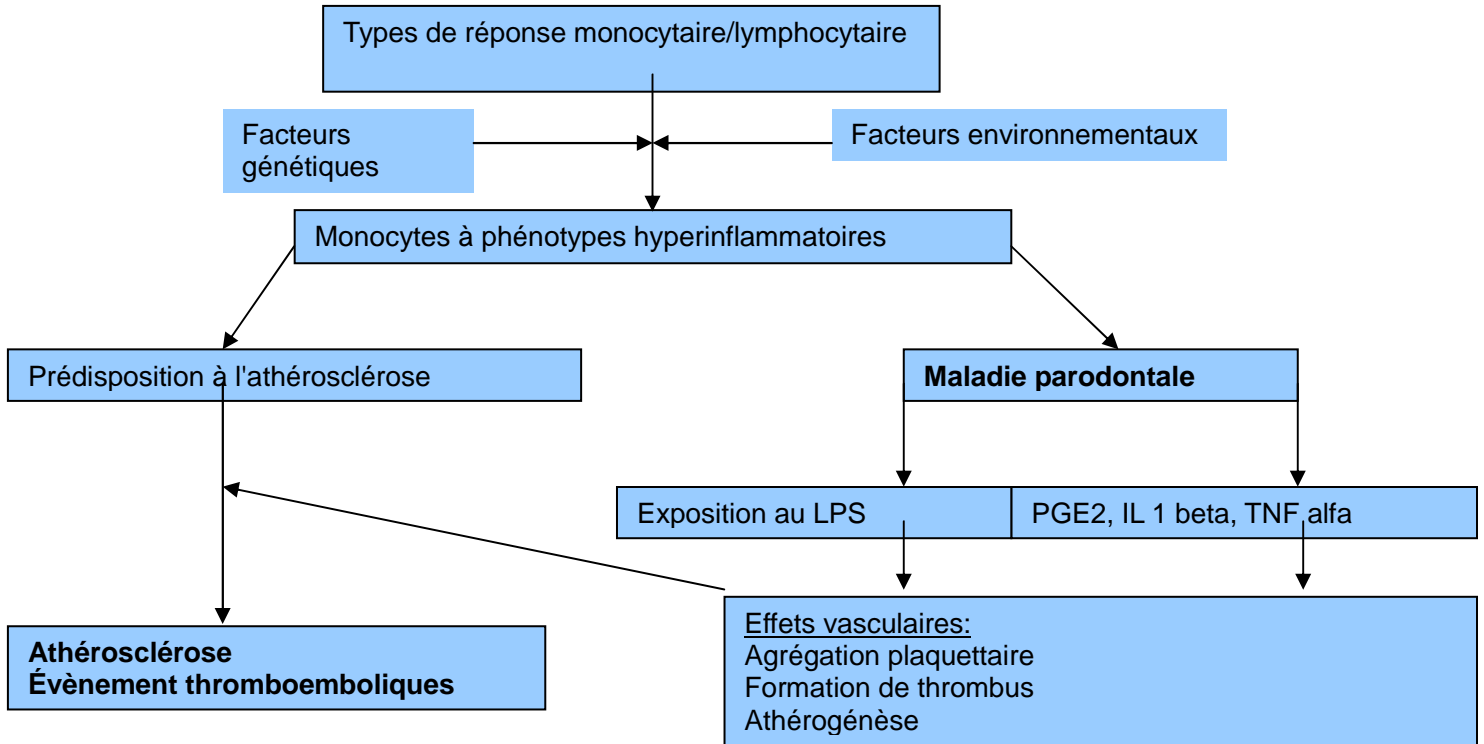 Types de réponse monocytaire/lymphocytaire
Facteurs
génétiques
Facteurs environnementaux
Monocytes à phénotypes hyperinflammatoires
Prédisposition à l'athérosclérose
Maladie parodontale
Exposition au LPS
PGE2, IL 1 beta, TNF alfa
Effets vasculaires:
Agrégation plaquettaire
Formation de thrombus
Athérogénèse
Athérosclérose
Évènement thromboemboliques